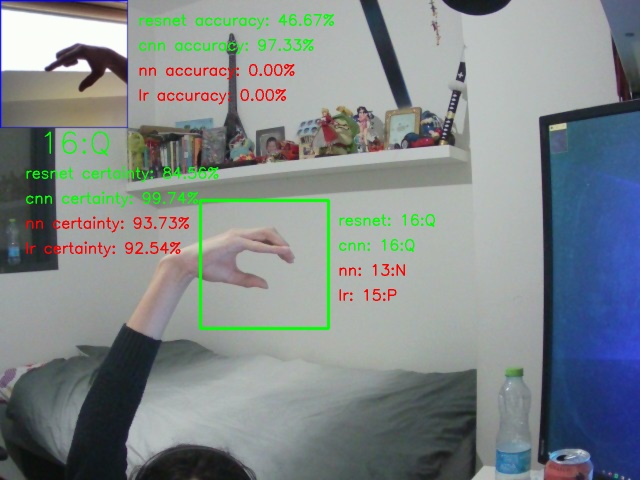 resnet accuracy: 46.67%
cnn accuracy: 97.33%
nn accuracy: 0.00%
lr accuracy: 0.00%
16:Q
resnet certainty: 84.56%
cnn certainty: 99.74%
nn certainty: 93.73%
lr certainty: 92.54%
resnet: 16:Q
cnn: 16:Q
nn: 13:N
lr: 15:P